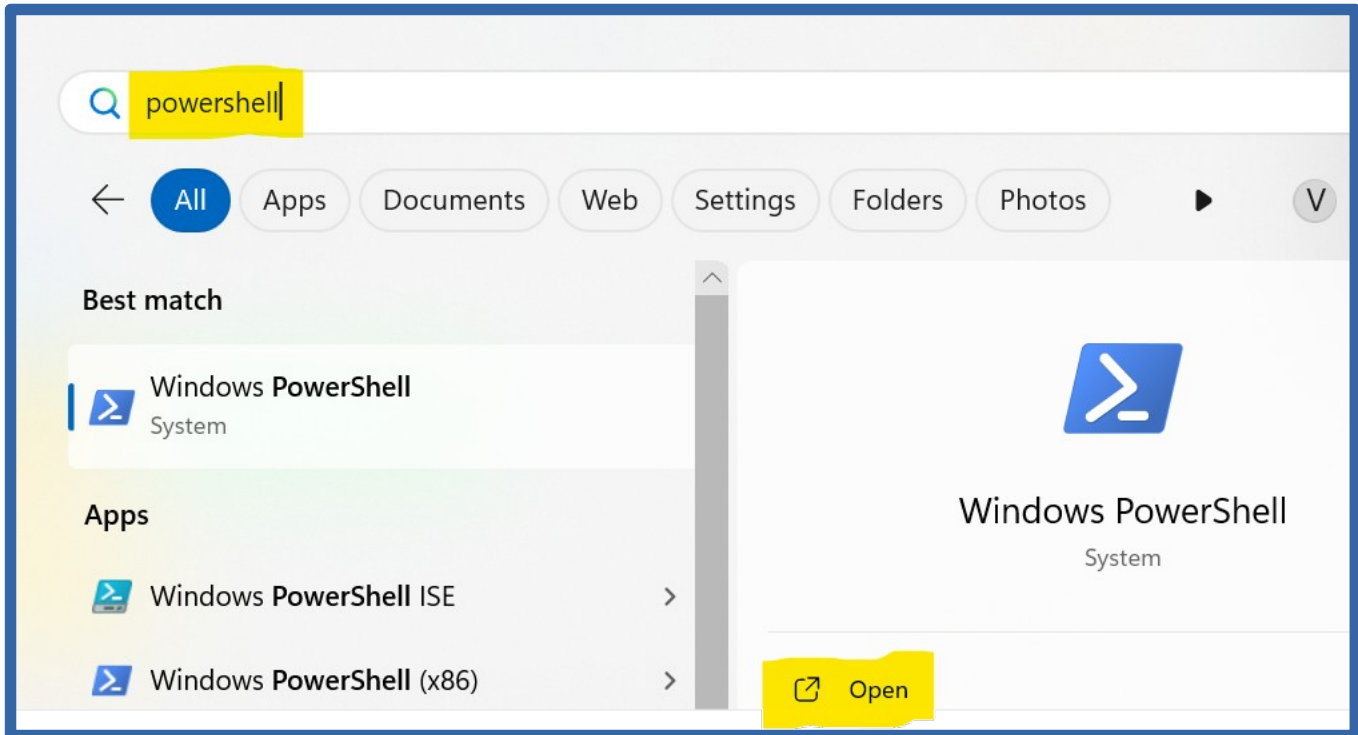 powershell
All Apps Documents Web Settings Folders Photos V
Best match
Windows PowerShell
System
Apps
Windows PowerShell ISE
Windows PowerShell (x86)
Windows PowerShell
System
Open